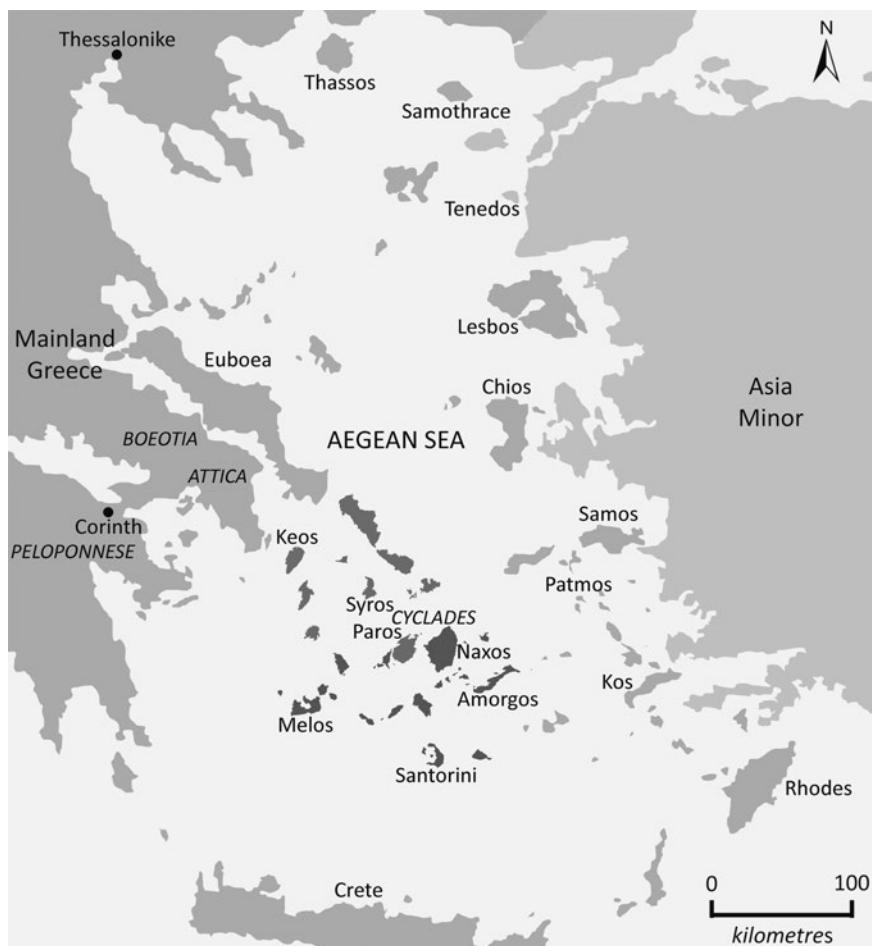 N
Thessalonike
Thassos
Samothrace
Tenedos
Lesbos
Mainland
Greece
Euboea
Chios
Asia
Minor
BOEOTIA
AEGEAN SEA
ATTICA
Corinth
PELOPONNESE
Keos
Samos
Patmos
Syros
CYCLADES
Paros
Naxos
Kos
Amorgos
Melos
Santorini
Rhodes
Crete
0 100
kilometres